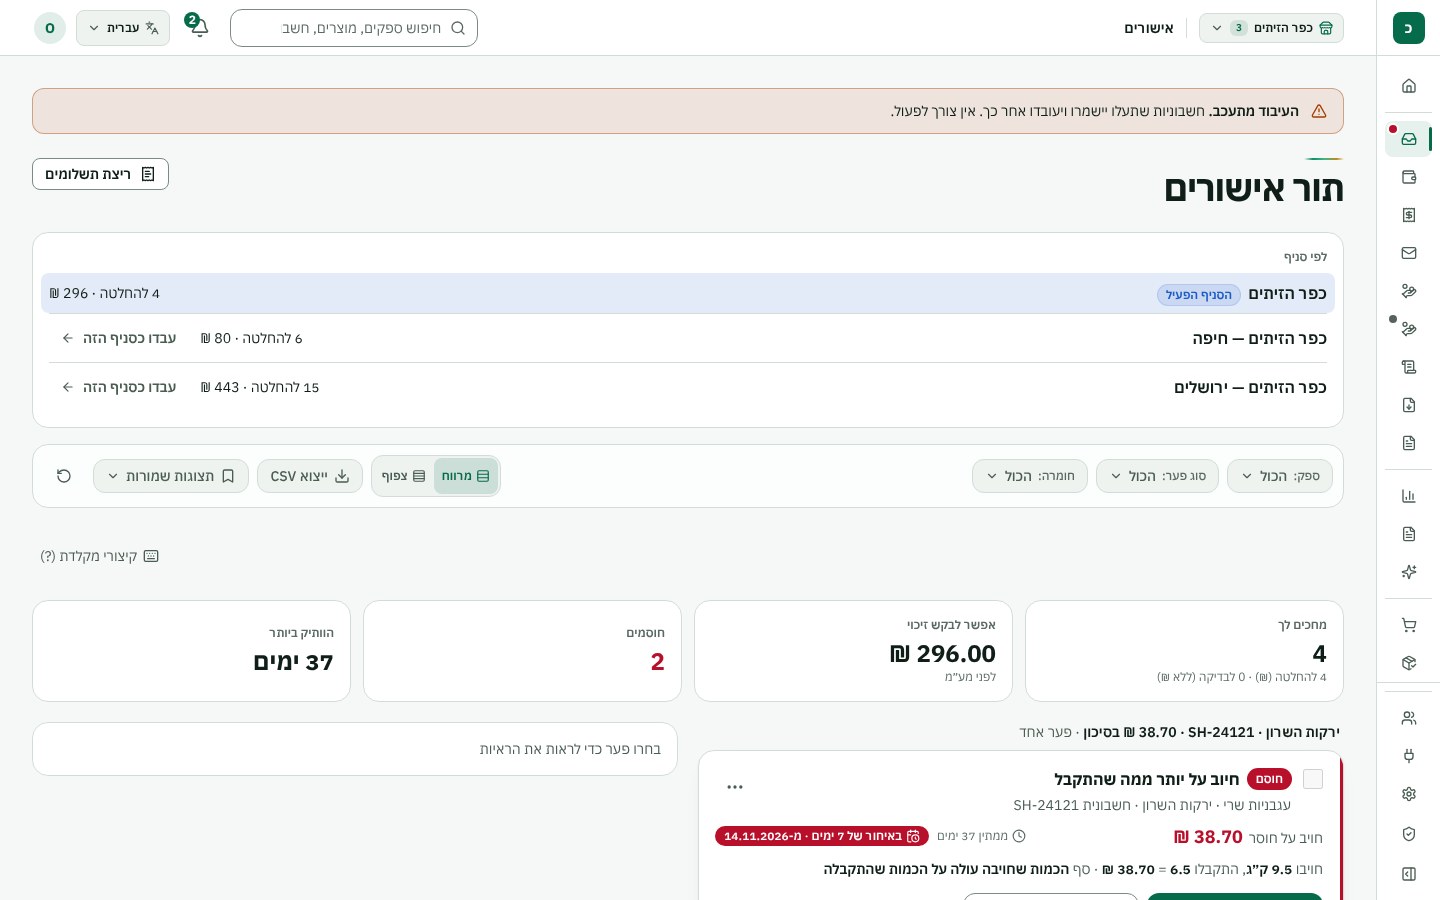 כ
כפר הזיתים 3
אישורים
חיפוש ספקים, מוצרים, חשב
2
עברית
O
העיבוד מתעכב. חשבוניות שתעלו יישמרו ויעובדו אחר כך. אין צורך לפעול.
תור אישורים
ריצת תשלומים
לפי סניף
כפר הזיתים הסניף הפעיל 4 להחלטה · 296 ₪
כפר הזיתים — חיפה 6 להחלטה · 80 ₪ עבדו כסניף הזה
כפר הזיתים — ירושלים 15 להחלטה · 443 ₪ עבדו כסניף הזה
ספק: הכול סוג פער: הכול חומרה: הכול מרווח צפוף ייצוא CSV תצוגות שמורות
קיצורי מקלדת (?)
מחכים לך
4
4 להחלטה (₪) · 0 לבדיקה (ללא ₪)
אפשר לבקש זיכוי
296.00 ₪
לפני מע״מ
חוסמים
2
הוותיק ביותר
37 ימים
ירקות השרון · SH-24121 · 38.70 ₪ בסיכון · פער אחד
חוסם חיוב על יותר ממה שהתקבל
עגבניות שרי · ירקות השרון · חשבונית SH-24121
חויב על חוסר 38.70 ₪ ממתין 37 ימים באיחור של 7 ימים · מ-14.11.2026
חויבו 9.5 ק״ג, התקבלו 6.5 = 38.70 ₪ · סף הכמות שחויבה עולה על הכמות שהתקבלה
בחרו פער כדי לראות את הראיות